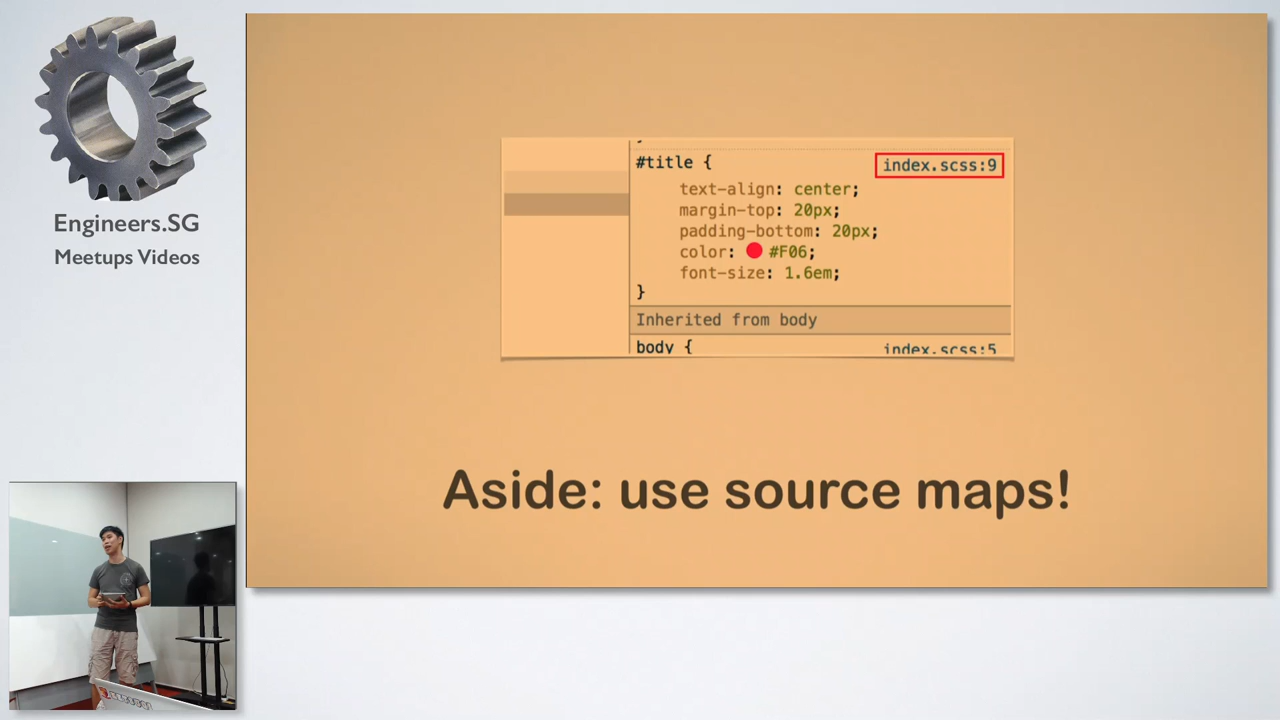 Engineers.SG
Meetups Videos
}
#title {
index.scss:9
text-align: center;
margin-top: 20px;
padding-bottom: 20px;
color: #F06;
font-size: 1.6em;
}
Inherited from body
body {
index.scss:5
Aside: use source maps!